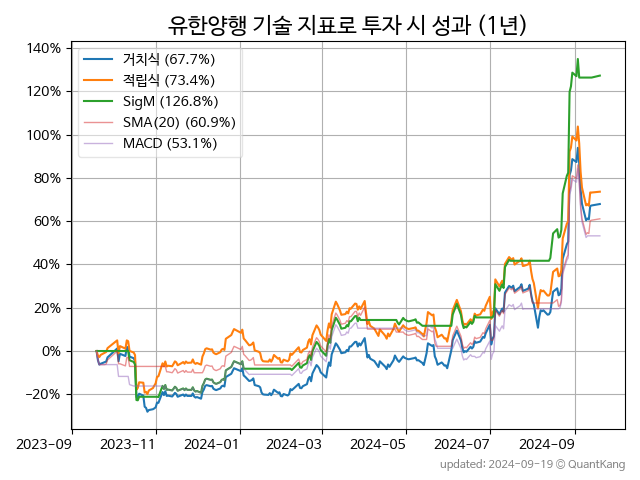 유한양행 기술 지표로 투자 시 성과 (1년)
140%
120%
100%
80%
60%
40%
20%
0%
−20%
거치식 (67.7%)
적립식 (73.4%)
SigM (126.8%)
SMA(20) (60.9%)
MACD (53.1%)
2023-09
2023-11
2024-01
2024-03
2024-05
2024-07
2024-09
updated: 2024-09-19 @ QuantKang